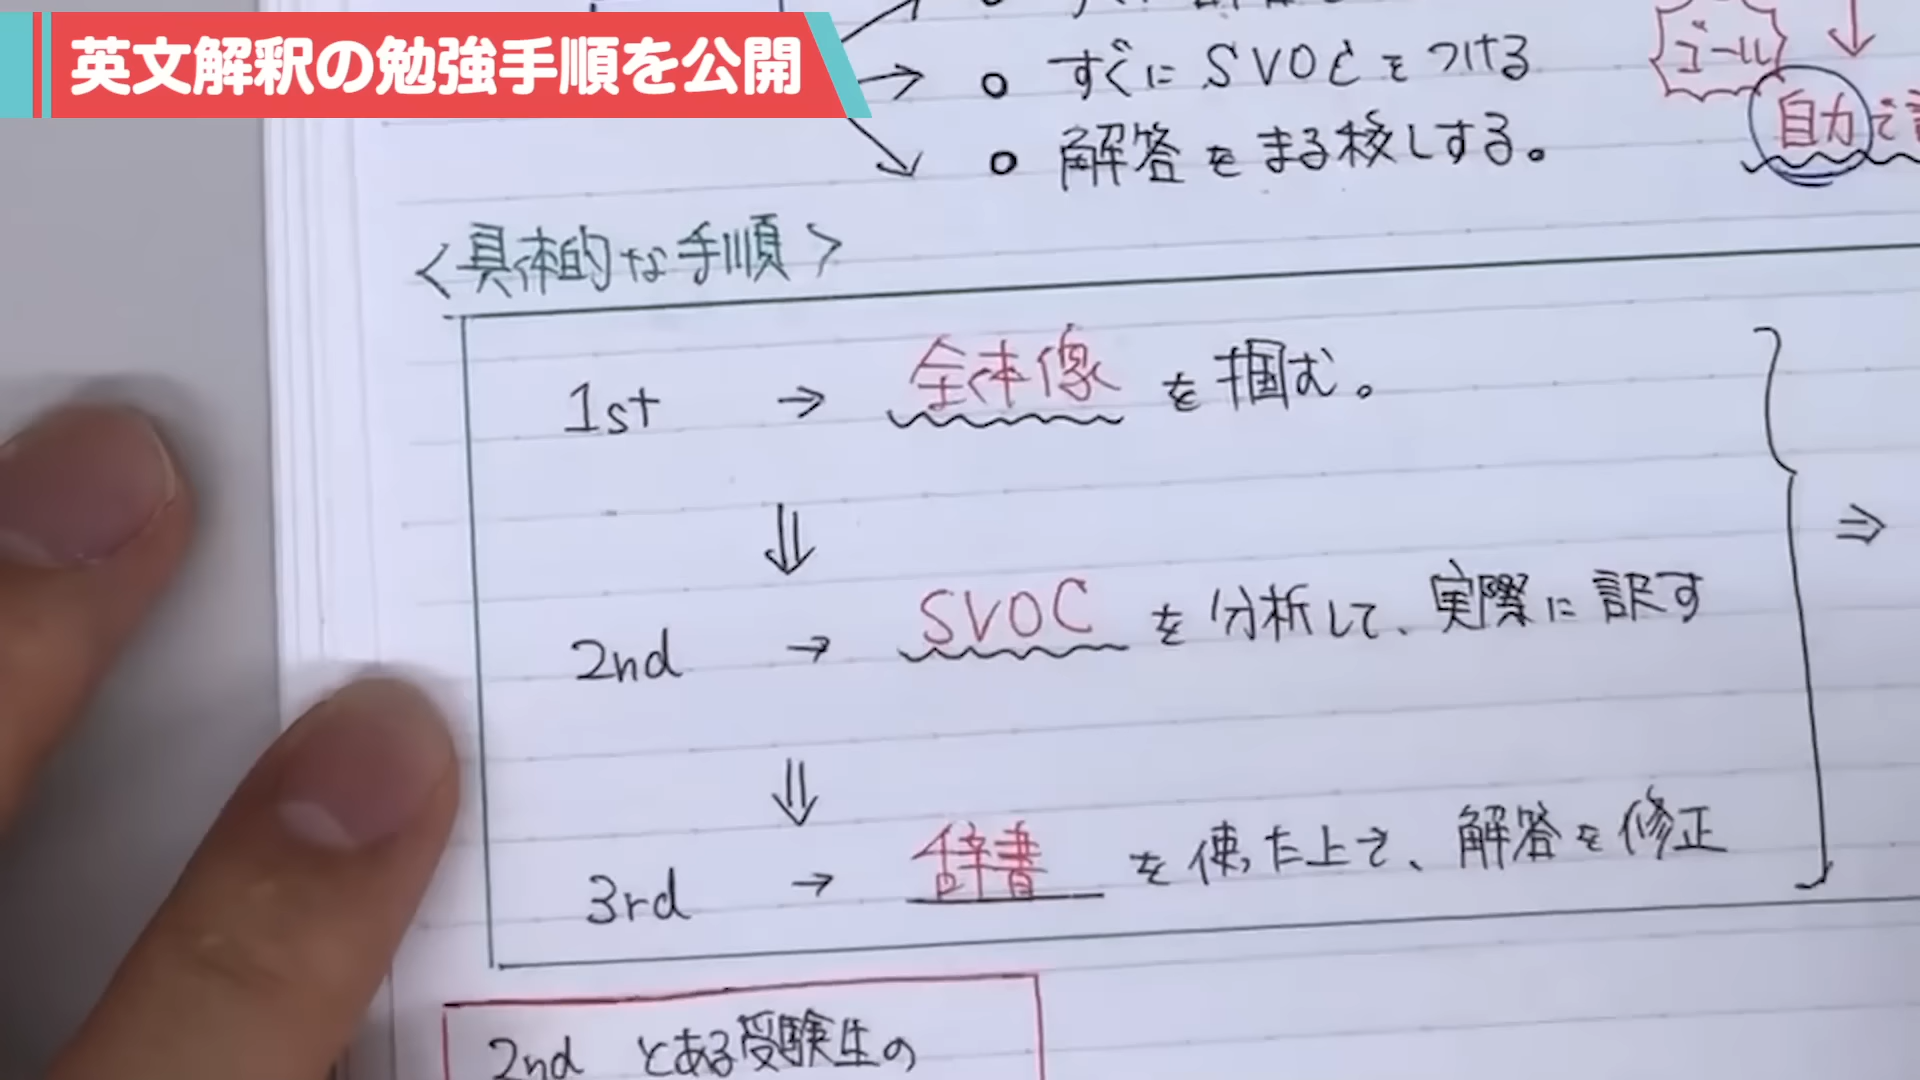 英文解釈の勉強手順を公開
すぐに SVOCをつける
解答をまる移しする。
ゴール
自力で
<具体的な手順>
1st → 全体像を掴む。
⇓
2nd → SVOCを分析して、実際に訳す
⇒
⇓
3rd → 辞書を使った上で、解答を修正
2nd とある受験生の